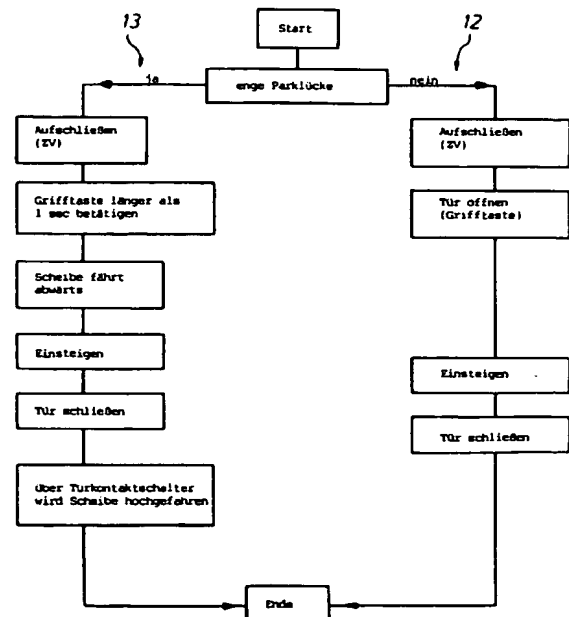 13
Start
12
ja
enge Parklücke
nein
Aufschließen
(ZV)
Grifftaste länger als
1 sec betätigen
Scheibe fährt
abwärts
Einsteigen
Tür schließen
über Turkontaktschalter
wird Scheibe hochgefahren
Aufschließen
(ZV)
Tür öffnen
(Grifftaste)
Einsteigen
Tür schließen
Ende